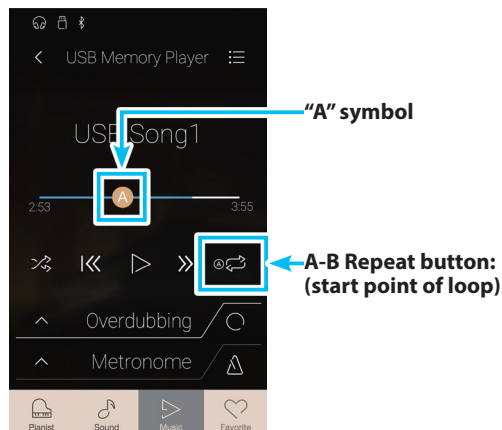 USB Memory Player
"A" symbol
USB Song1
A
2:53
3:55
A
A-B Repeat button:
(start point of loop)
Overdubbing
Metronome
Pianist
Sound
Music
Favorite